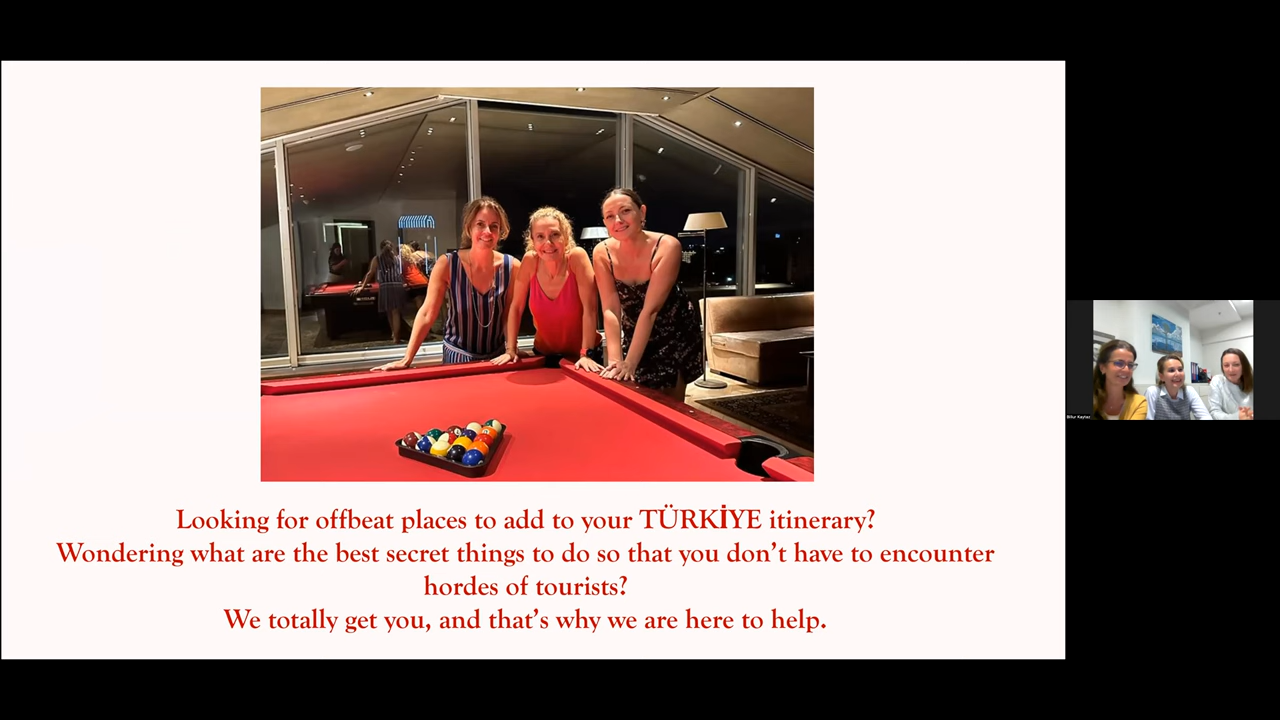 Looking for offbeat places to add to your TÜRKİYE itinerary?
Wondering what are the best secret things to do so that you don't have to encounter
hordes of tourists?
We totally get you, and that's why we are here to help.
Billur Kaytaz